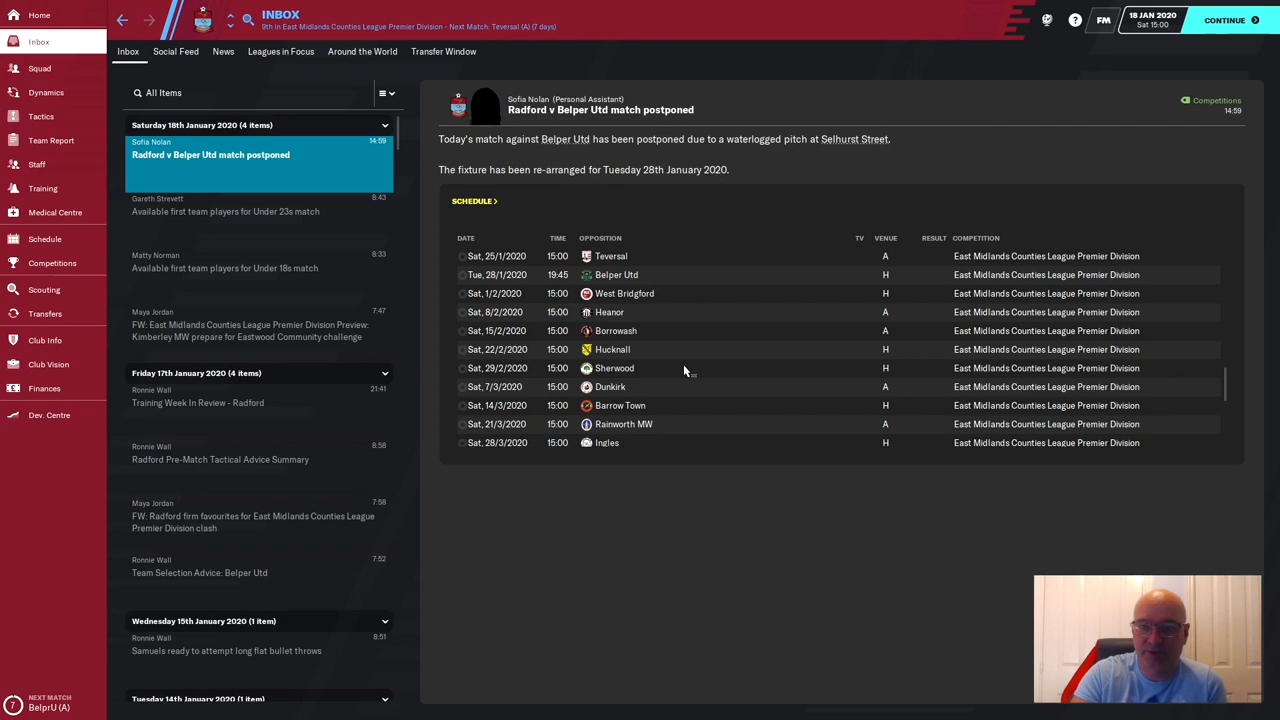 Home
Inbox
Squad
Dynamics
Tactics
Team Report
Staff
Training
Medical Centre
Schedule
Competitions
Scouting
Transfers
Club Info
Club Vision
Finances
Dev. Centre
NEXT MATCH
7 BelprU (A)
INBOX
9th in East Midlands Counties League Premier Division - Next Match: Teversal (A) (7 days)
? FM 18 JAN 2020 CONTINUE
Sat 15:00
Inbox Social Feed News Leagues in Focus Around the World Transfer Window
All Items
Saturday 18th January 2020 (4 items)
Sofia Nolan 14:59
Radford v Belper Utd match postponed
Gareth Strevett 8:43
Available first team players for Under 23s match
Matty Norman 8:33
Available first team players for Under 18s match
Maya Jordan 7:47
FW: East Midlands Counties League Premier Division Preview:
Kimberley MW prepare for Eastwood Community challenge
Friday 17th January 2020 (4 items)
Ronnie Wall 21:41
Training Week In Review - Radford
Ronnie Wall 8:58
Radford Pre-Match Tactical Advice Summary
Maya Jordan 7:58
FW: Radford firm favourites for East Midlands Counties League
Premier Division clash
Ronnie Wall 7:52
Team Selection Advice: Belper Utd
Wednesday 15th January 2020 (1 item)
Ronnie Wall 8:51
Samuels ready to attempt long flat bullet throws
Tuesday 14th January 2020 (1 item)
Sofia Nolan (Personal Assistant) Competitions
Radford v Belper Utd match postponed 14:59
Today's match against Belper Utd has been postponed due to a waterlogged pitch at Selhurst Street.
The fixture has been re-arranged for Tuesday 28th January 2020.
SCHEDULE >
DATE TIME OPPOSITION TV VENUE RESULT COMPETITION
Sat, 25/1/2020 15:00 Teversal A East Midlands Counties League Premier Division
Tue, 28/1/2020 19:45 Belper Utd H East Midlands Counties League Premier Division
Sat, 1/2/2020 15:00 West Bridgford H East Midlands Counties League Premier Division
Sat, 8/2/2020 15:00 Heanor A East Midlands Counties League Premier Division
Sat, 15/2/2020 15:00 Borrowash A East Midlands Counties League Premier Division
Sat, 22/2/2020 15:00 Hucknall H East Midlands Counties League Premier Division
Sat, 29/2/2020 15:00 Sherwood H East Midlands Counties League Premier Division
Sat, 7/3/2020 15:00 Dunkirk A East Midlands Counties League Premier Division
Sat, 14/3/2020 15:00 Barrow Town H East Midlands Counties League Premier Division
Sat, 21/3/2020 15:00 Rainworth MW A East Midlands Counties League Premier Division
Sat, 28/3/2020 15:00 Ingles H East Midlands Counties League Premier Division